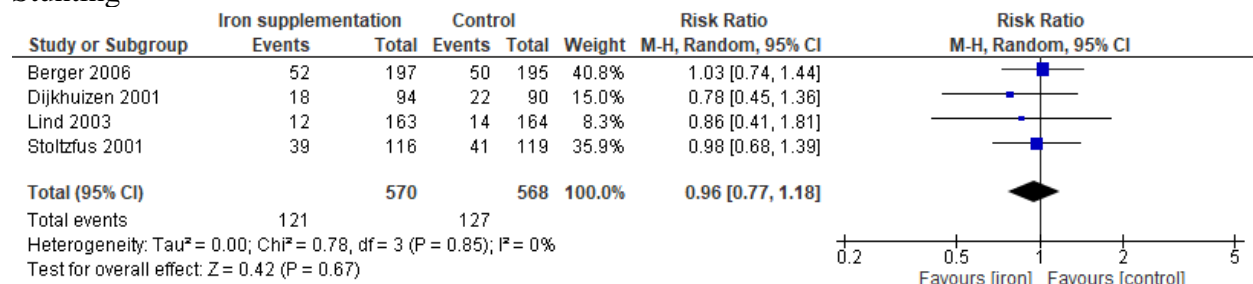 Stunting
Iron supplementation Control Risk Ratio Risk Ratio
Study or Subgroup Events Total Events Total Weight M-H, Random, 95% CI M-H, Random, 95% CI
Berger 2006 52 197 50 195 40.8% 1.03 [0.74, 1.44]
Dijkhuizen 2001 18 94 22 90 15.0% 0.78 [0.45, 1.36]
Lind 2003 12 163 14 164 8.3% 0.86 [0.41, 1.81]
Stoltzfus 2001 39 116 41 119 35.9% 0.98 [0.68, 1.39]
Total (95% CI) 570 568 100.0% 0.96 [0.77, 1.18]
Total events 121 127
Heterogeneity: Tau² = 0.00; Chi² = 0.78, df = 3 (P = 0.85); I² = 0%
Test for overall effect: Z = 0.42 (P = 0.67)
0.2 0.5 1 2 5
Favours [iron] Favours [control]